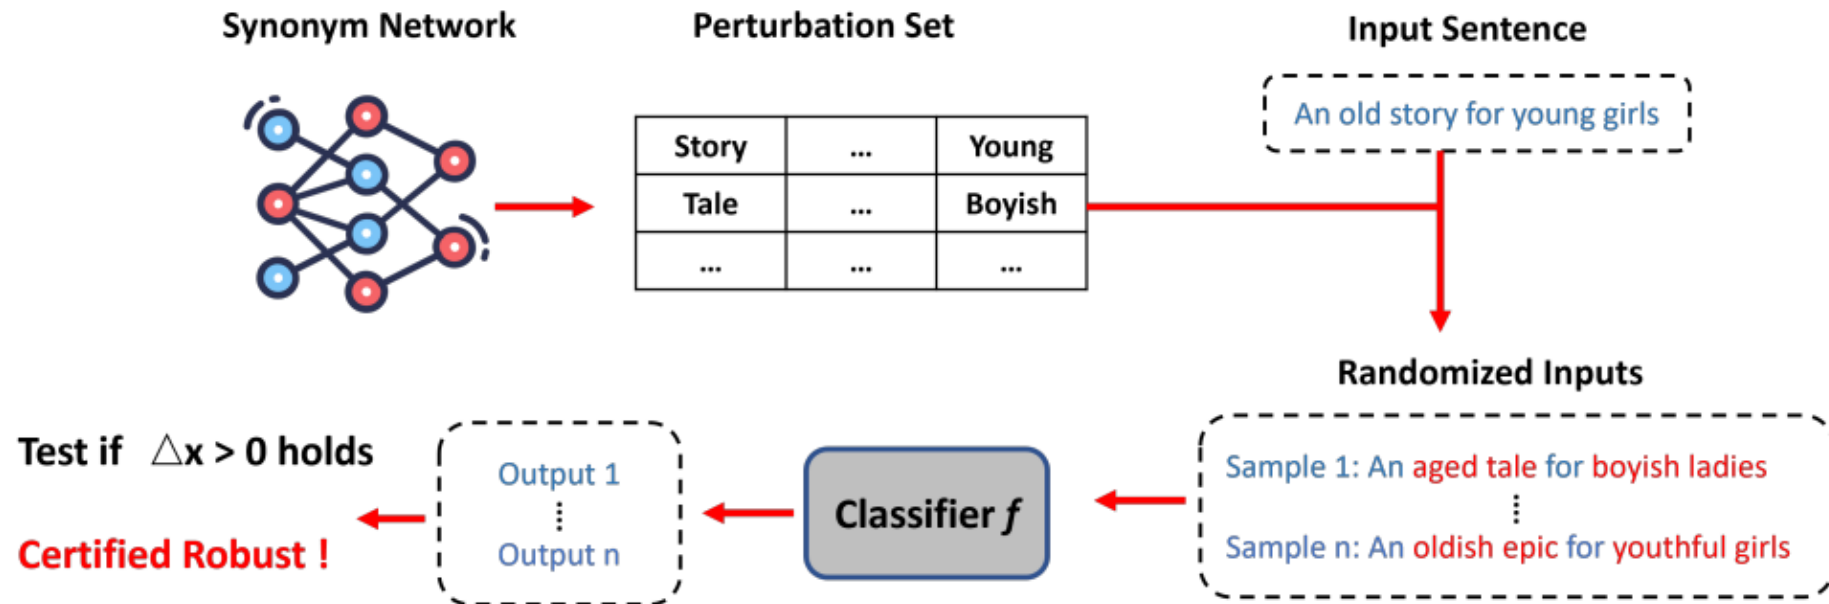 Synonym Network
Perturbation Set
Input Sentence
An old story for young girls
Story ... Young
Tale ... Boyish
... ... ...
Randomized Inputs
Sample 1: An aged tale for boyish ladies
Sample n: An oldish epic for youthful girls
Classifier f
Output 1
Output n
Test if △x > 0 holds
Certified Robust !